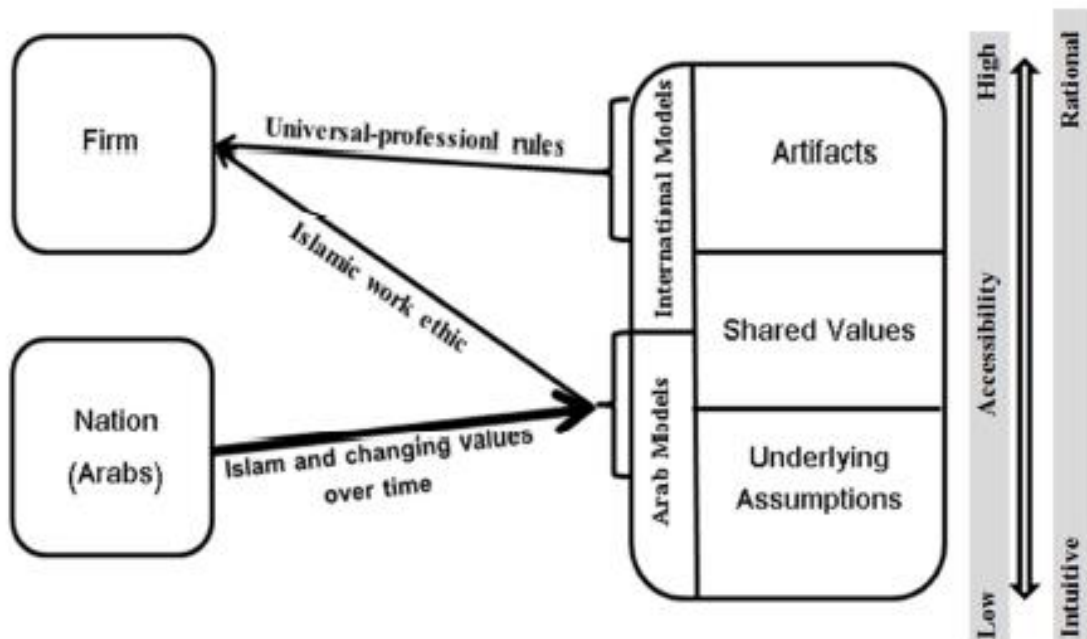 Firm
Universal-professionl rules
Islamic work ethic
Nation
(Arabs)
Islam and changing values
over time
International Models
Arab Models
Artifacts
Shared Values
Underlying
Assumptions
High
Accessibility
Low
Rational
Intuitive